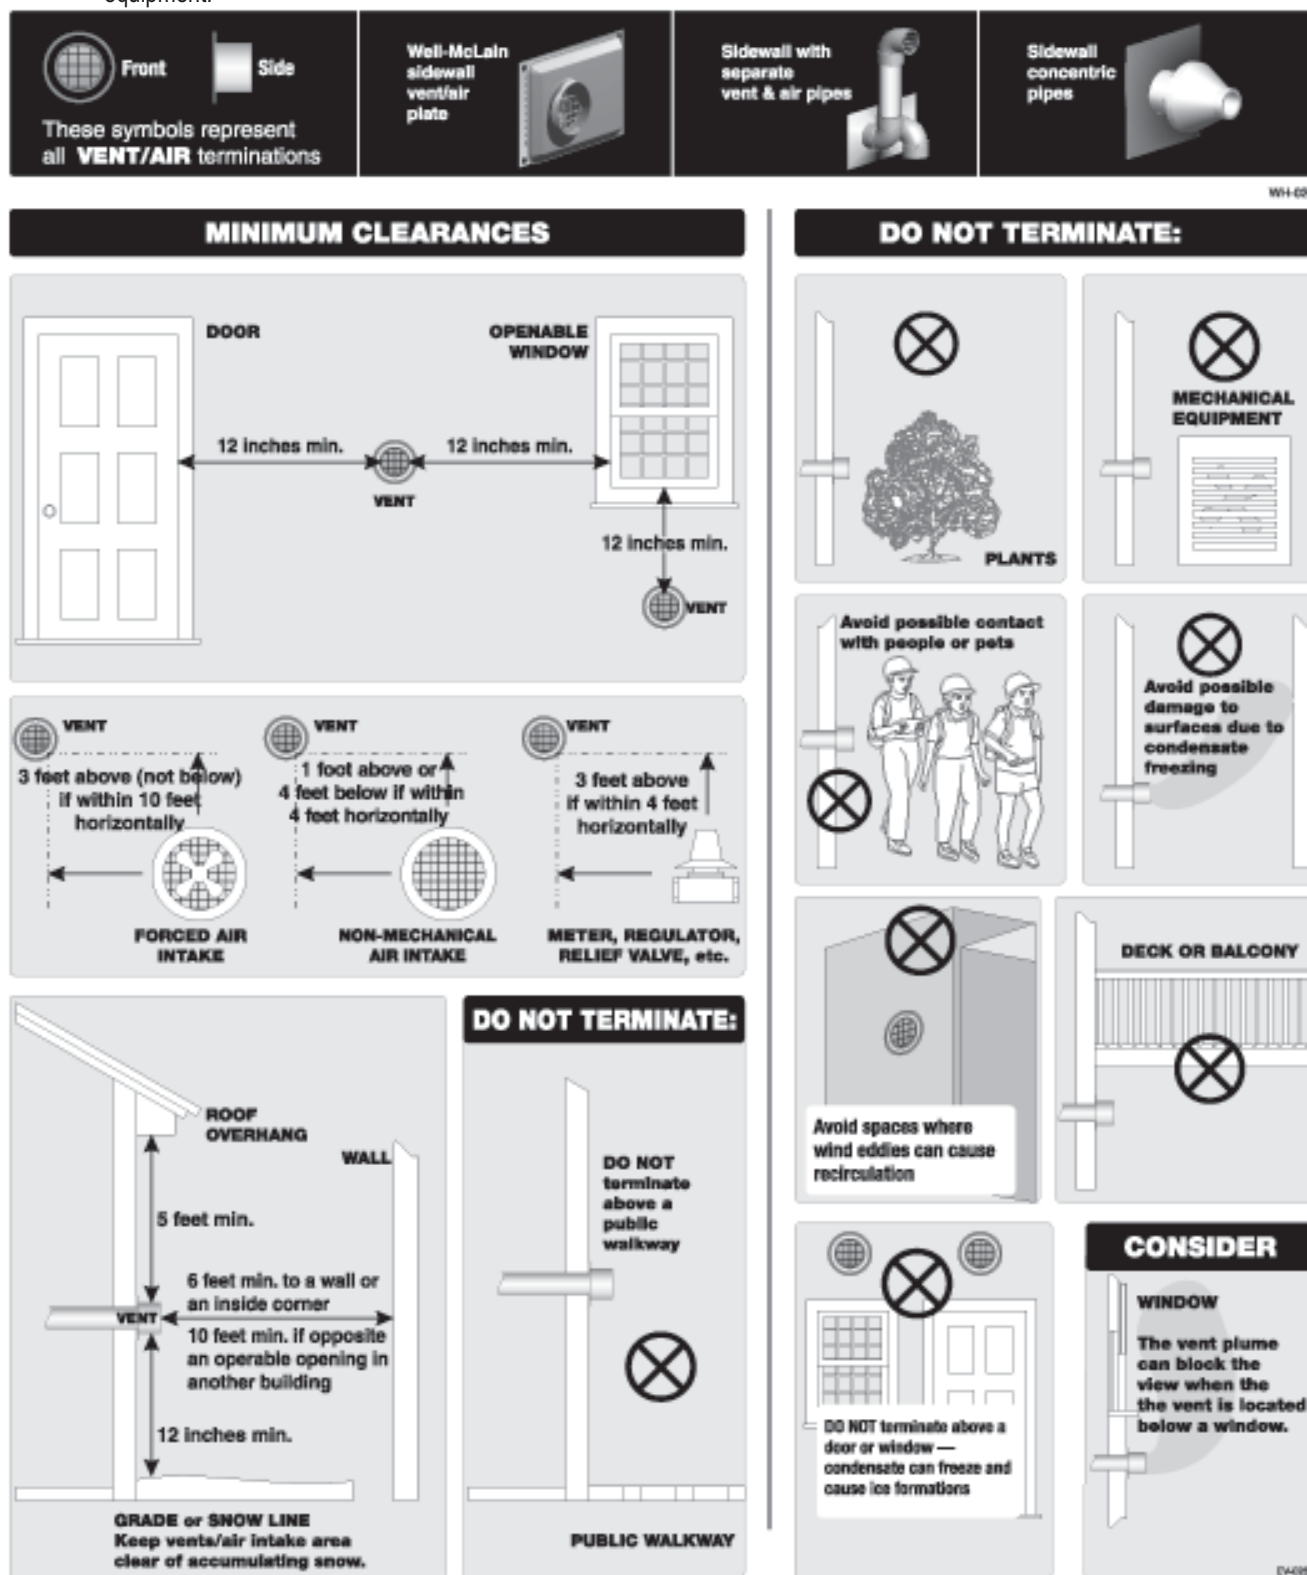 equipment.
Front
Side
These symbols represent
all VENT/AIR terminations
Well-McLain
sidewall
vent/air
plate
Sidewall with
separate
vent & air pipes
Sidewall
concentric
pipes
MINIMUM CLEARANCES
DOOR
OPENABLE
WINDOW
12 inches min.
12 inches min.
VENT
12 inches min.
VENT
VENT
3 feet above (not below)
if within 10 feet
horizontally
FORCED AIR
INTAKE
VENT
1 foot above or
4 feet below if within
4 feet horizontally
NON-MECHANICAL
AIR INTAKE
VENT
3 feet above
if within 4 feet
horizontally
METER, REGULATOR,
RELIEF VALVE, etc.
ROOF
OVERHANG
WALL
5 feet min.
6 feet min. to a wall or
an inside corner
VENT
10 feet min. if opposite
an operable opening in
another building
12 inches min.
GRADE or SNOW LINE
Keep vents/air intake area
clear of accumulating snow.
DO NOT TERMINATE:
DO NOT
terminate
above a
public
walkway
PUBLIC WALKWAY
DO NOT TERMINATE:
PLANTS
MECHANICAL
EQUIPMENT
Avoid possible contact
with people or pets
Avoid possible
damage to
surfaces due to
condensate
freezing
Avoid spaces where
wind eddies can cause
recirculation
DECK OR BALCONY
DO NOT terminate above a
door or window —
condensate can freeze and
cause ice formations
CONSIDER
WINDOW
The vent plume
can block the
view when the
the vent is located
below a window.